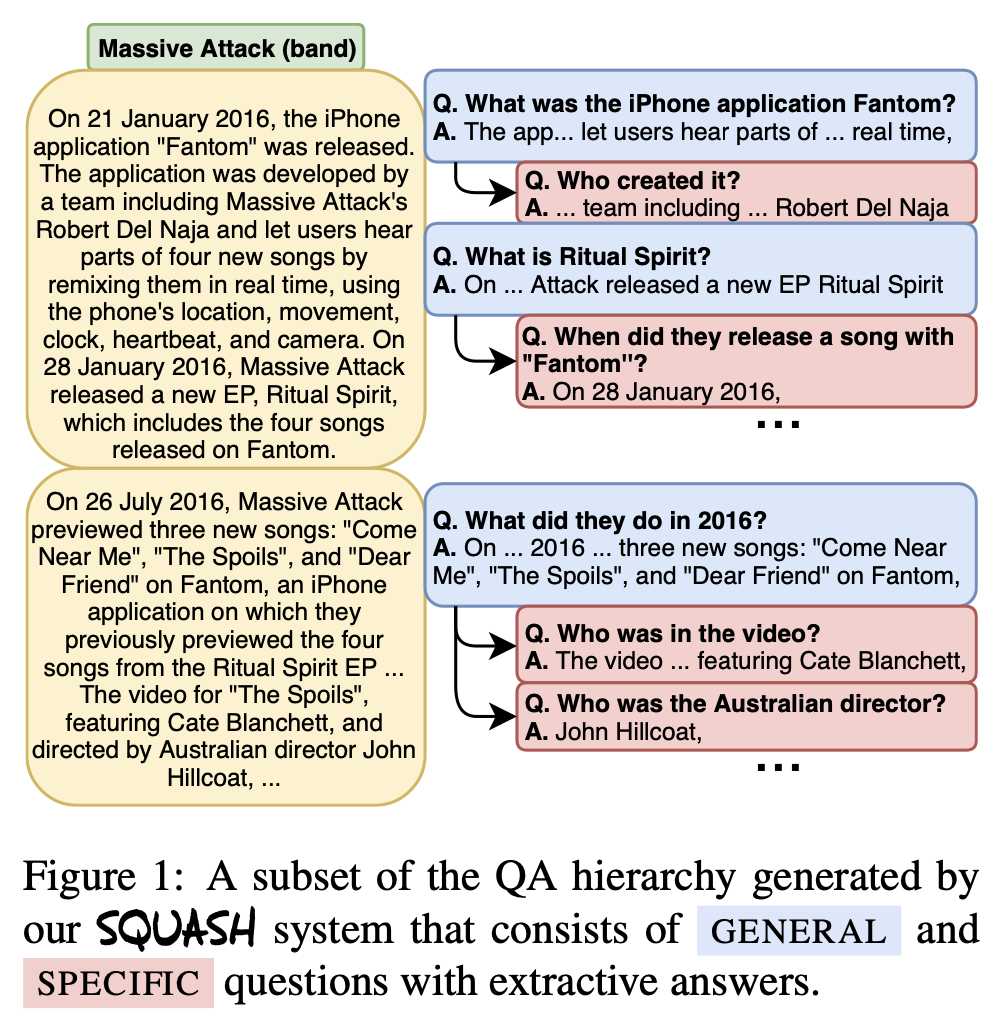 Massive Attack (band)
On 21 January 2016, the iPhone
application "Fantom" was released.
The application was developed by
a team including Massive Attack's
Robert Del Naja and let users hear
parts of four new songs by
remixing them in real time, using
the phone's location, movement,
clock, heartbeat, and camera. On
28 January 2016, Massive Attack
released a new EP, Ritual Spirit,
which includes the four songs
released on Fantom.
Q. What was the iPhone application Fantom?
A. The app... let users hear parts of ... real time,
Q. Who created it?
A. ... team including ... Robert Del Naja
Q. What is Ritual Spirit?
A. On ... Attack released a new EP Ritual Spirit
Q. When did they release a song with
"Fantom"?
A. On 28 January 2016,
...
On 26 July 2016, Massive Attack
previewed three new songs: "Come
Near Me", "The Spoils", and "Dear
Friend" on Fantom, an iPhone
application on which they
previously previewed the four
songs from the Ritual Spirit EP ...
The video for "The Spoils",
featuring Cate Blanchett, and
directed by Australian director John
Hillcoat, ...
Q. What did they do in 2016?
A. On ... 2016 ... three new songs: "Come Near
Me", "The Spoils", and "Dear Friend" on Fantom,
Q. Who was in the video?
A. The video ... featuring Cate Blanchett,
Q. Who was the Australian director?
A. John Hillcoat,
...
Figure 1: A subset of the QA hierarchy generated by
our SQUASH system that consists of GENERAL and
SPECIFIC questions with extractive answers.